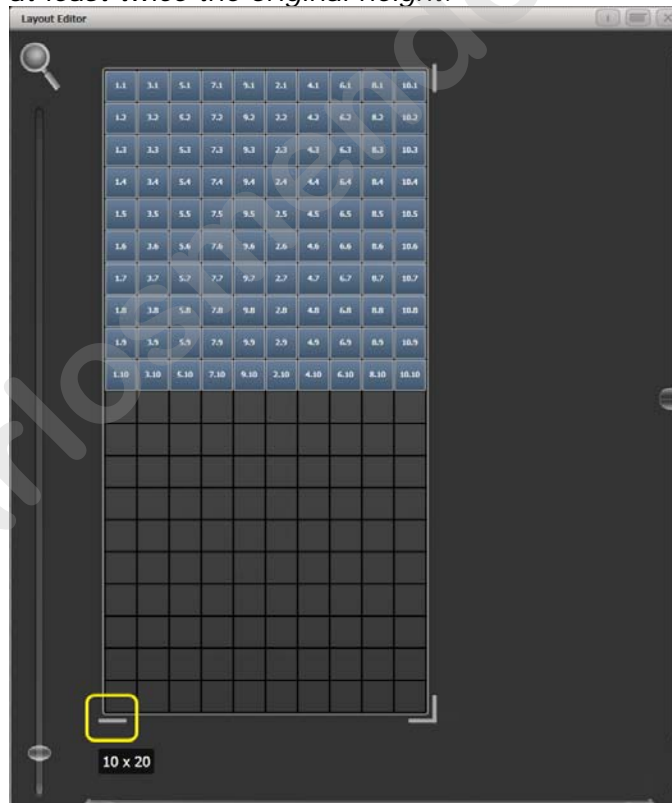 at least twice the original height.
Layout Editor
1.1 3.1 5.1 7.1 9.1 2.1 4.1 6.1 8.1 10.1
1.2 3.2 5.2 7.2 9.2 2.2 4.2 6.2 8.2 10.2
1.3 3.3 5.3 7.3 9.3 2.3 4.3 6.3 8.3 10.3
1.4 3.4 5.4 7.4 9.4 2.4 4.4 6.4 8.4 10.4
1.5 3.5 5.5 7.5 9.5 2.5 4.5 6.5 8.5 10.5
1.6 3.6 5.6 7.6 9.6 2.6 4.6 6.6 8.6 10.6
1.7 3.7 5.7 7.7 9.7 2.7 4.7 6.7 8.7 10.7
1.8 3.8 5.8 7.8 9.8 2.8 4.8 6.8 8.8 10.8
1.9 3.9 5.9 7.9 9.9 2.9 4.9 6.9 8.9 10.9
1.10 3.10 5.10 7.10 9.10 2.10 4.10 6.10 8.10 10.10
10 x 20